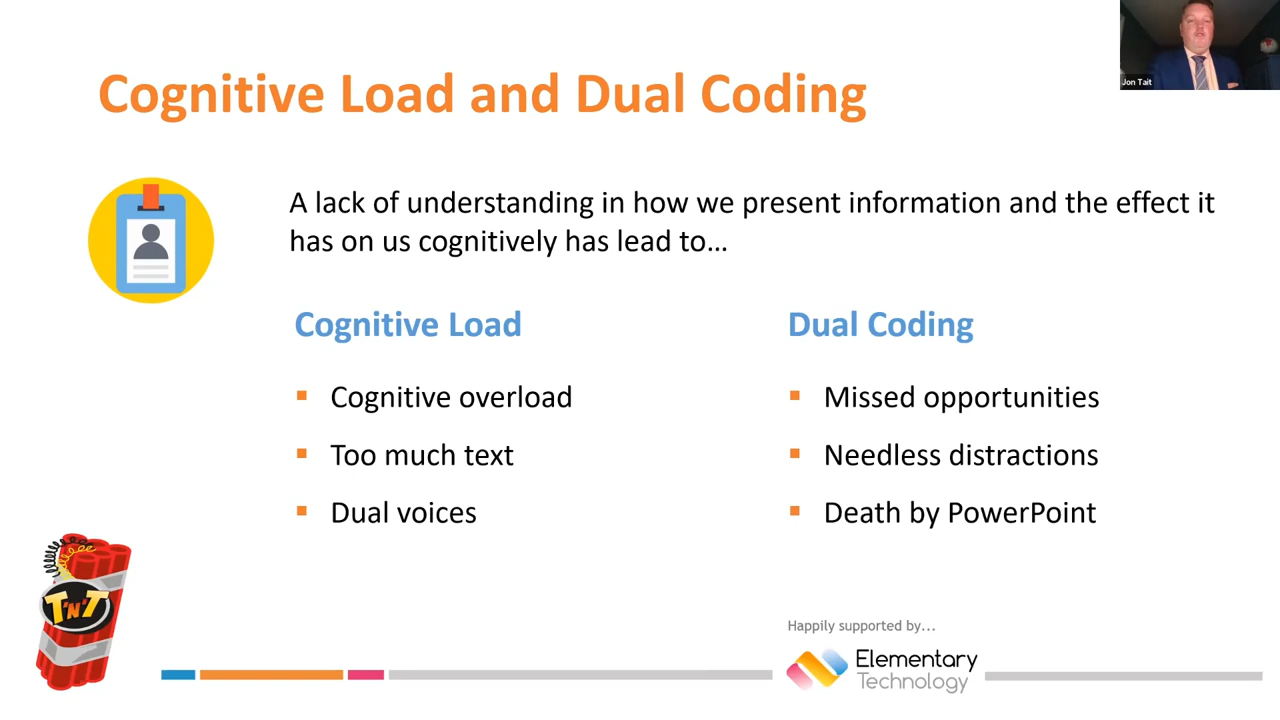 Cognitive Load and Dual Coding
Jon Tait
A lack of understanding in how we present information and the effect it
has on us cognitively has lead to…
Cognitive Load
Cognitive overload
Too much text
Dual voices
Dual Coding
Missed opportunities
Needless distractions
Death by PowerPoint
T'N'T
Happily supported by...
Elementary
Technology